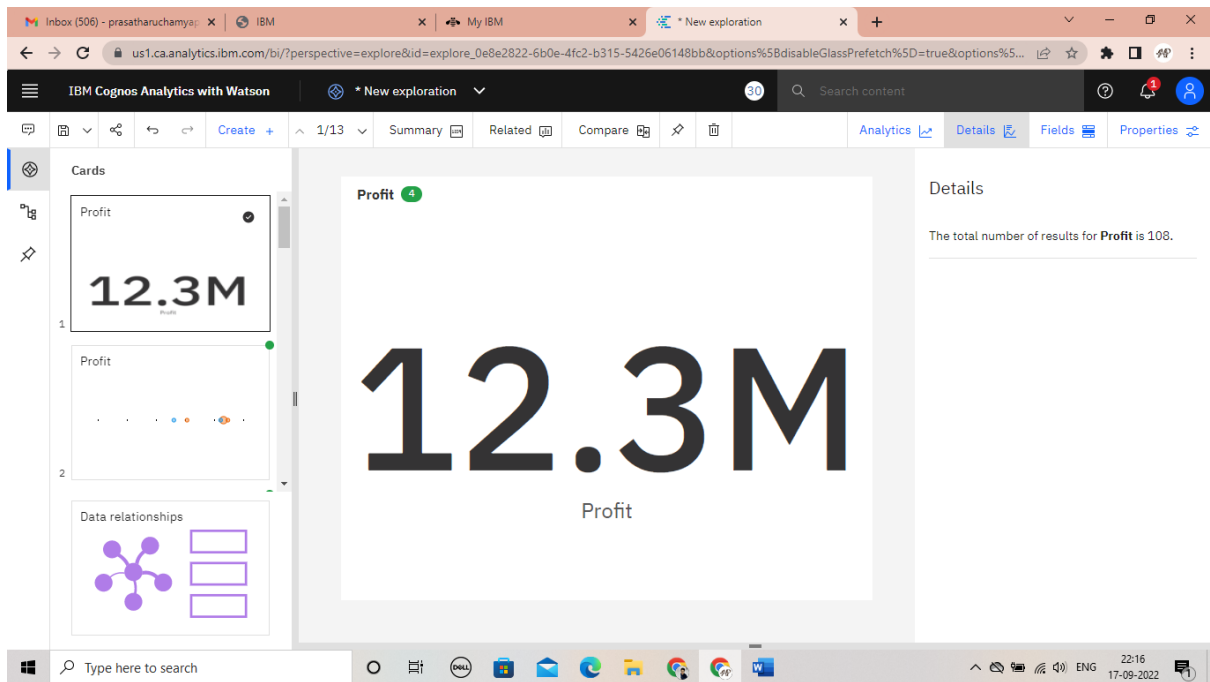 Inbox (506) - prasatharuchamyap
IBM
My IBM
* New exploration
us1.ca.analytics.ibm.com/bi/?perspective=explore&id=explore_0e8e2822-6b0e-4fc2-b315-5426e06148bb&options%5BdisableGlassPrefetch%5D=true&options%5...
IBM Cognos Analytics with Watson
* New exploration
30
Search content
1
Create +
1/13
Summary
Related
Compare
Analytics
Details
Fields
Properties
Cards
Profit
12.3M
Profit
1
Profit
2
Data relationships
Profit 4
12.3M
Profit
Details
The total number of results for Profit is 108.
Type here to search
DELL
ENG
22:16
17-09-2022
1